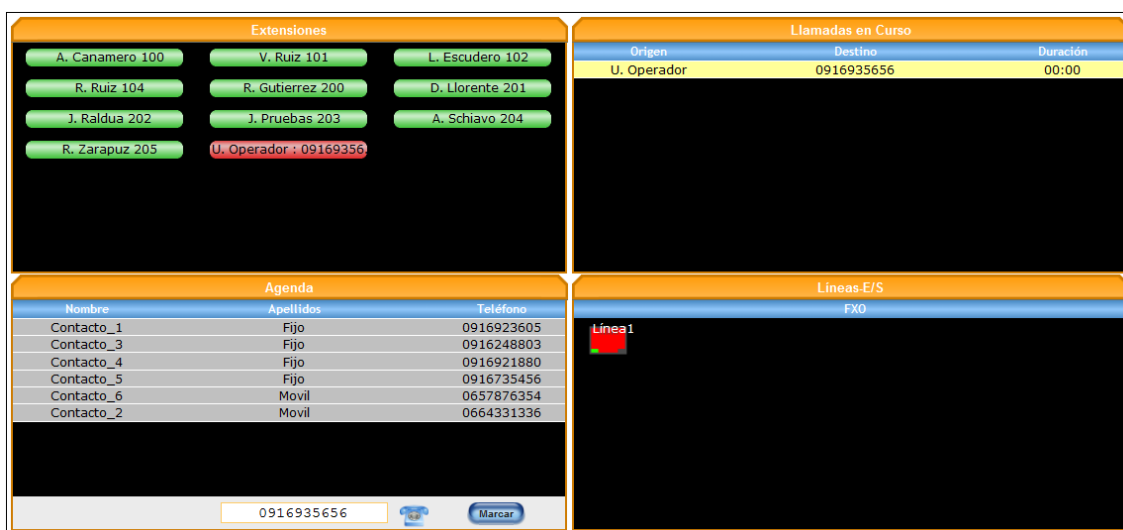 Extensiones
A. Canamero 100 V. Ruiz 101 L. Escudero 102
R. Ruiz 104 R. Gutierrez 200 D. Llorente 201
J. Raldua 202 J. Pruebas 203 A. Schiavo 204
R. Zarapuz 205 U. Operador : 09169356
Llamadas en Curso
Origen Destino Duración
U. Operador 0916935656 00:00
Agenda
Nombre Apellidos Teléfono
Contacto_1 Fijo 0916923605
Contacto_3 Fijo 0916248803
Contacto_4 Fijo 0916921880
Contacto_5 Fijo 0916735456
Contacto_6 Movil 0657876354
Contacto_2 Movil 0664331336
0916935656 Marcar
Líneas-E/S
FXO
Línea1